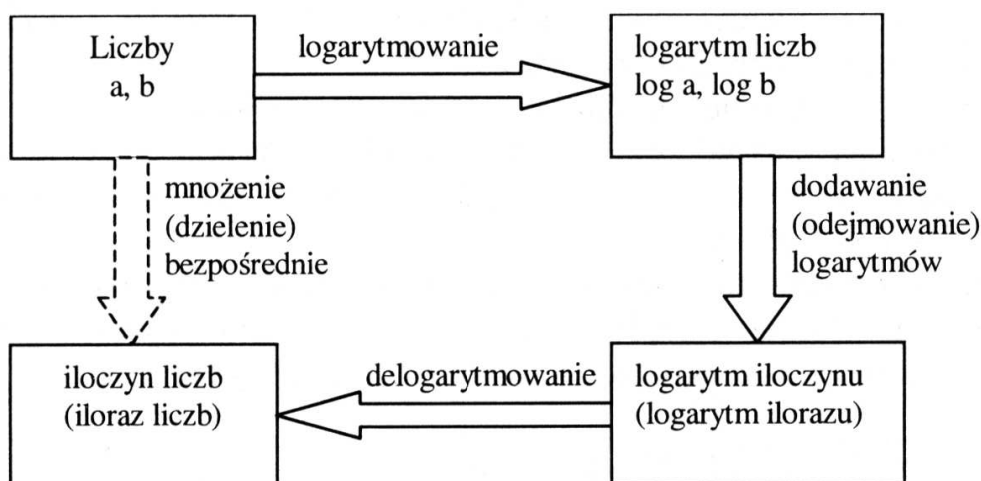 Liczby
a, b
logarytmowanie
logarytm liczb
log a, log b
mnożenie
(dzielenie)
bezpośrednie
dodawanie
(odejmowanie)
logarytmów
iloczyn liczb
(iloraz liczb)
delogarytmowanie
logarytm iloczynu
(logarytm ilorazu)